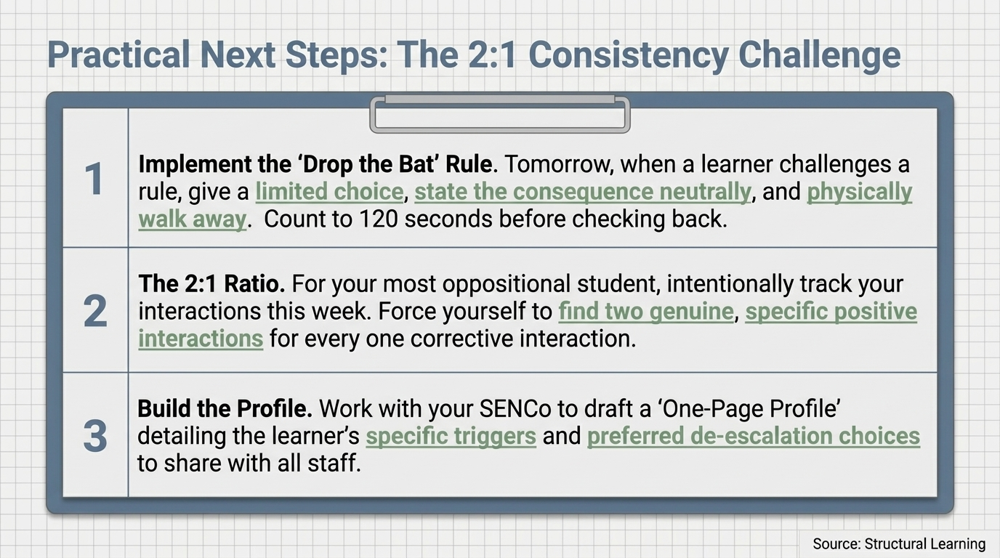 Practical Next Steps: The 2:1 Consistency Challenge
1
Implement the ‘Drop the Bat’ Rule. Tomorrow, when a learner challenges a
rule, give a limited choice, state the consequence neutrally, and physically
walk away.  Count to 120 seconds before checking back.
2
The 2:1 Ratio. For your most oppositional student, intentionally track your
interactions this week. Force yourself to find two genuine, specific positive
interactions for every one corrective interaction.
3
Build the Profile. Work with your SENCo to draft a ‘One-Page Profile’
detailing the learner’s specific triggers and preferred de-escalation choices
to share with all staff.
Source: Structural Learning